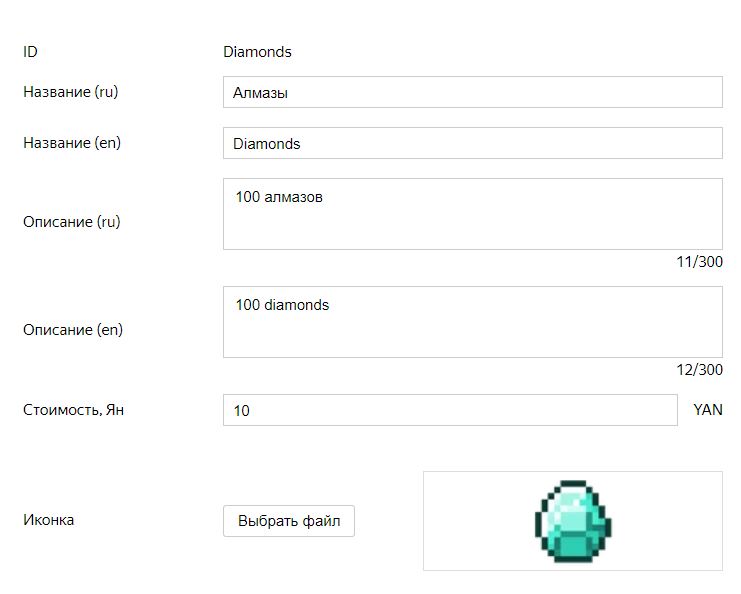 ID Diamonds
Название (ru) Алмазы
Название (en) Diamonds
Описание (ru) 100 алмазов
11/300
Описание (en) 100 diamonds
12/300
Стоимость, Ян 10 YAN
Иконка Выбрать файл